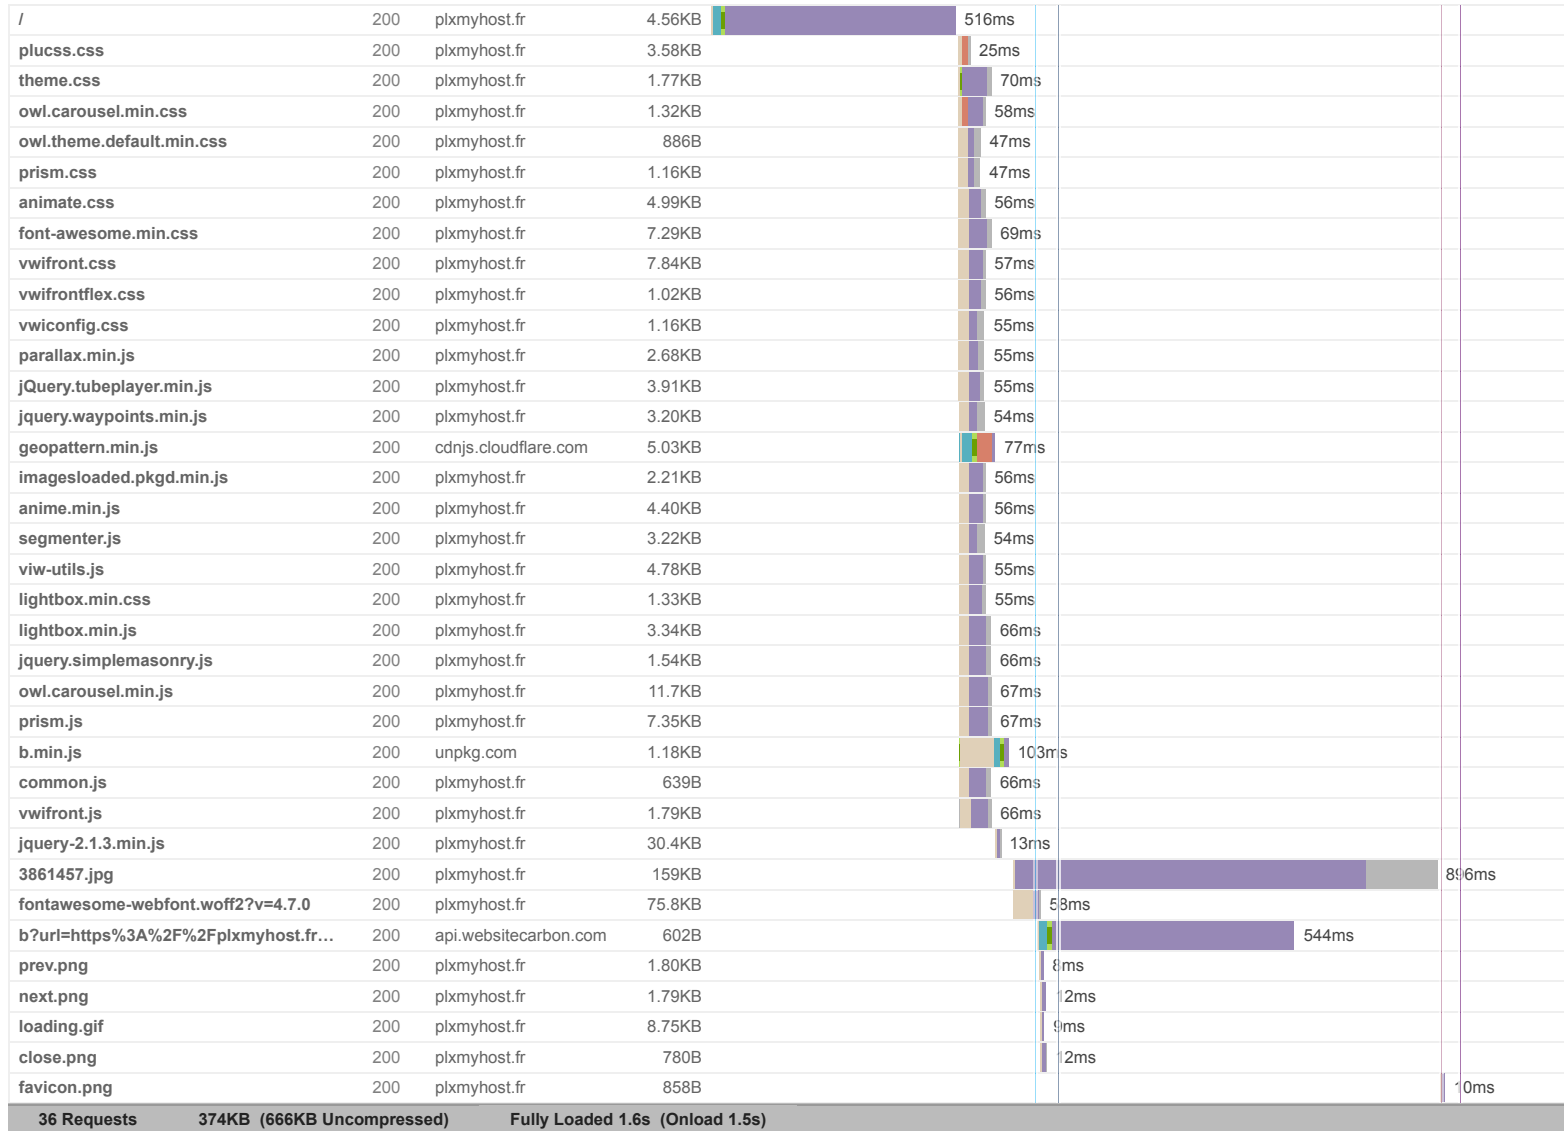 / 200 plxmyhost.fr 4.56KB 516ms
plucss.css 200 plxmyhost.fr 3.58KB 25ms
theme.css 200 plxmyhost.fr 1.77KB 70ms
owl.carousel.min.css 200 plxmyhost.fr 1.32KB 58ms
owl.theme.default.min.css 200 plxmyhost.fr 886B 47ms
prism.css 200 plxmyhost.fr 1.16KB 47ms
animate.css 200 plxmyhost.fr 4.99KB 56ms
font-awesome.min.css 200 plxmyhost.fr 7.29KB 69ms
vwifront.css 200 plxmyhost.fr 7.84KB 57ms
vwifrontflex.css 200 plxmyhost.fr 1.02KB 56ms
vwiconfig.css 200 plxmyhost.fr 1.16KB 55ms
parallax.min.js 200 plxmyhost.fr 2.68KB 55ms
jQuery.tubeplayer.min.js 200 plxmyhost.fr 3.91KB 55ms
jquery.waypoints.min.js 200 plxmyhost.fr 3.20KB 54ms
geopattern.min.js 200 cdnjs.cloudflare.com 5.03KB 77ms
imagesloaded.pkgd.min.js 200 plxmyhost.fr 2.21KB 56ms
anime.min.js 200 plxmyhost.fr 4.40KB 56ms
segmenter.js 200 plxmyhost.fr 3.22KB 54ms
viw-utils.js 200 plxmyhost.fr 4.78KB 55ms
lightbox.min.css 200 plxmyhost.fr 1.33KB 55ms
lightbox.min.js 200 plxmyhost.fr 3.34KB 66ms
jquery.simplemasonry.js 200 plxmyhost.fr 1.54KB 66ms
owl.carousel.min.js 200 plxmyhost.fr 11.7KB 67ms
prism.js 200 plxmyhost.fr 7.35KB 67ms
b.min.js 200 unpkg.com 1.18KB 103ms
common.js 200 plxmyhost.fr 639B 66ms
vwifront.js 200 plxmyhost.fr 1.79KB 66ms
jquery-2.1.3.min.js 200 plxmyhost.fr 30.4KB 13ms
3861457.jpg 200 plxmyhost.fr 159KB 896ms
fontawesome-webfont.woff2?v=4.7.0 200 plxmyhost.fr 75.8KB 58ms
b?url=https%3A%2F%2Fplxmyhost.fr... 200 api.websitecarbon.com 602B 544ms
prev.png 200 plxmyhost.fr 1.80KB 8ms
next.png 200 plxmyhost.fr 1.79KB 12ms
loading.gif 200 plxmyhost.fr 8.75KB 9ms
close.png 200 plxmyhost.fr 780B 12ms
favicon.png 200 plxmyhost.fr 858B 10ms
36 Requests 374KB (666KB Uncompressed) Fully Loaded 1.6s (Onload 1.5s)